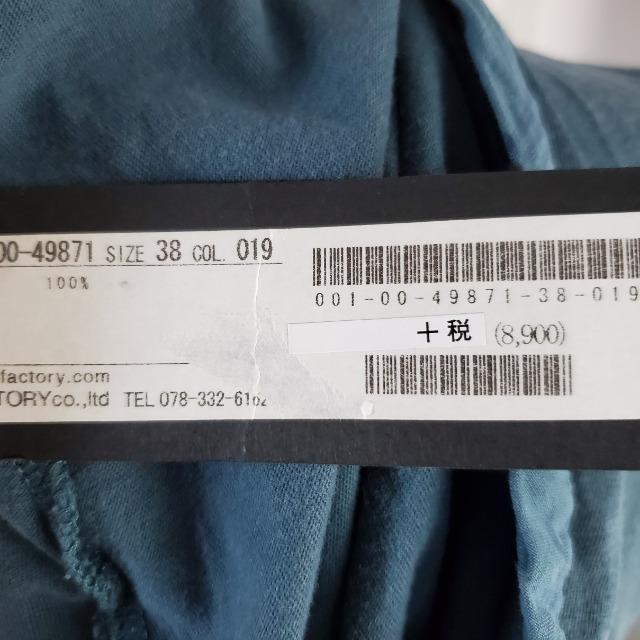 00-49871 SIZE 38 COL. 019
100%
001-00-49871-38-019
+税 (8,900)
factory.com
TORYco.,ltd TEL 078-332-6162